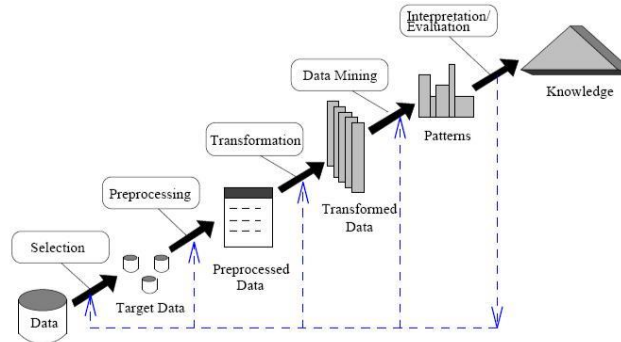 Interpretation/
Evaluation
Data Mining
Knowledge
Transformation
Patterns
Preprocessing
Transformed
Data
Selection
Preprocessed
Data
Target Data
Data